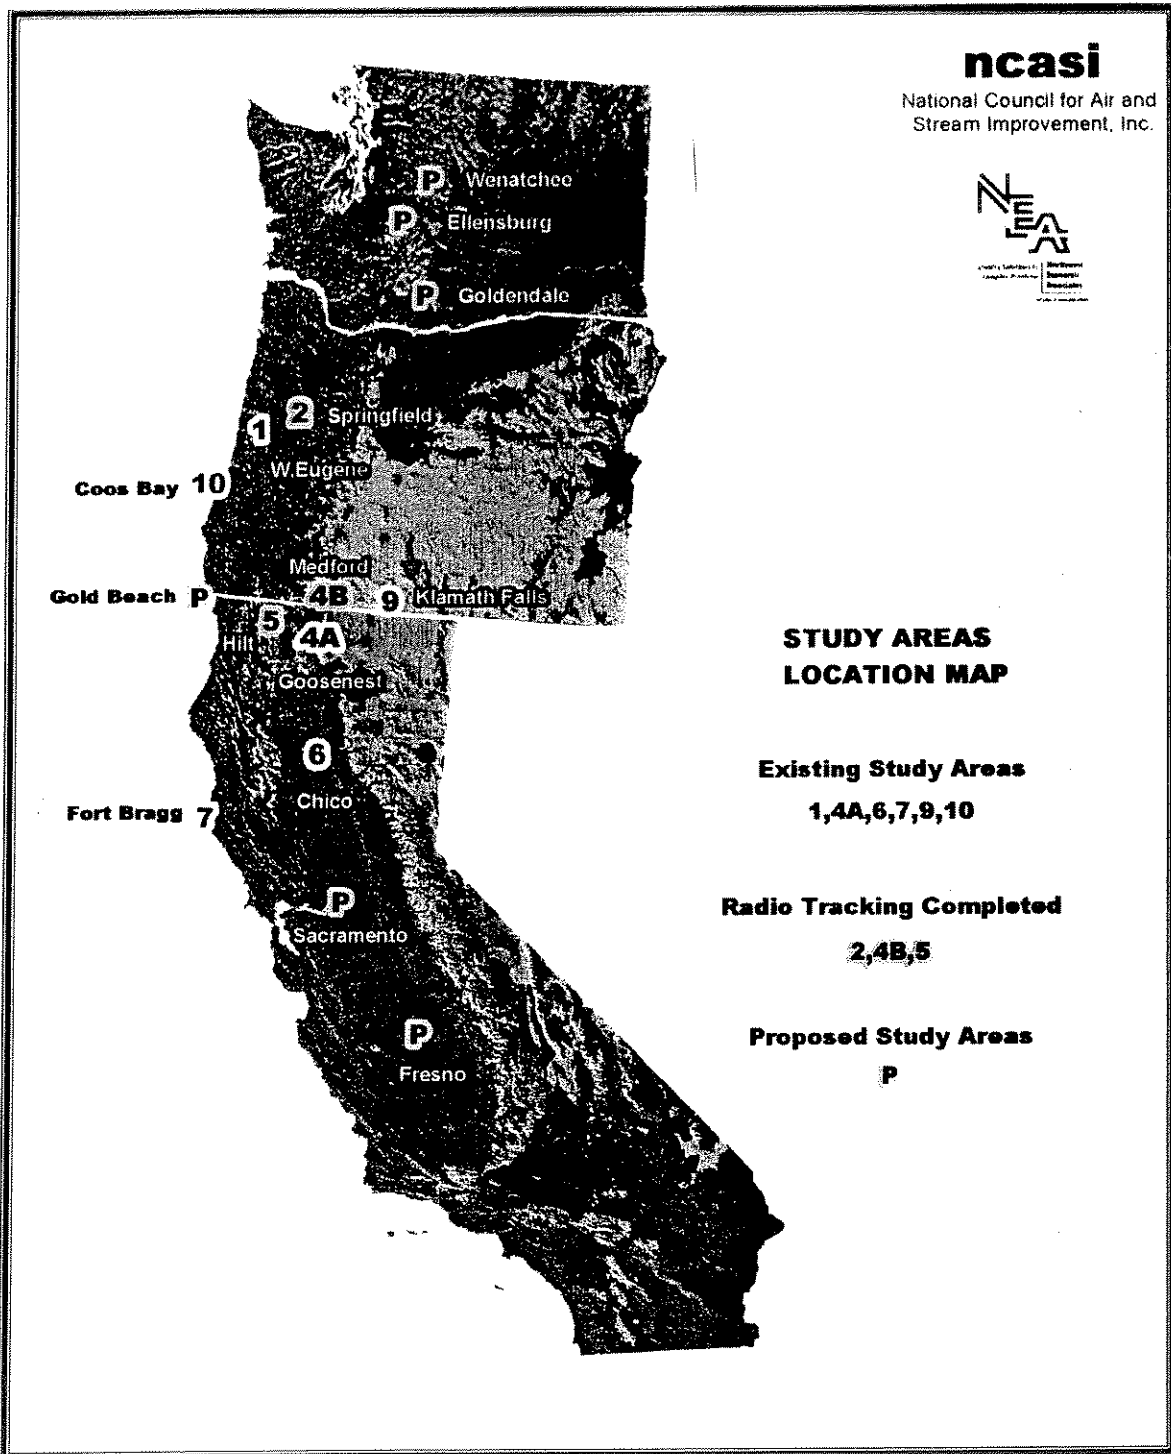 ncasi
National Council for Air and
Stream Improvement, Inc.
P Wenatchee
P Ellensburg
P Goldendale
1 2 Springfield
W.Eugene
Coos Bay 10
Medford
Gold Beach P
4B 9 Klamath Falls
5 4A
Hilt
Goosenest
6
Chico
Fort Bragg 7
P
Sacramento
P
Fresno
STUDY AREAS
LOCATION MAP
Existing Study Areas
1,4A,6,7,9,10
Radio Tracking Completed
2,4B,5
Proposed Study Areas
P